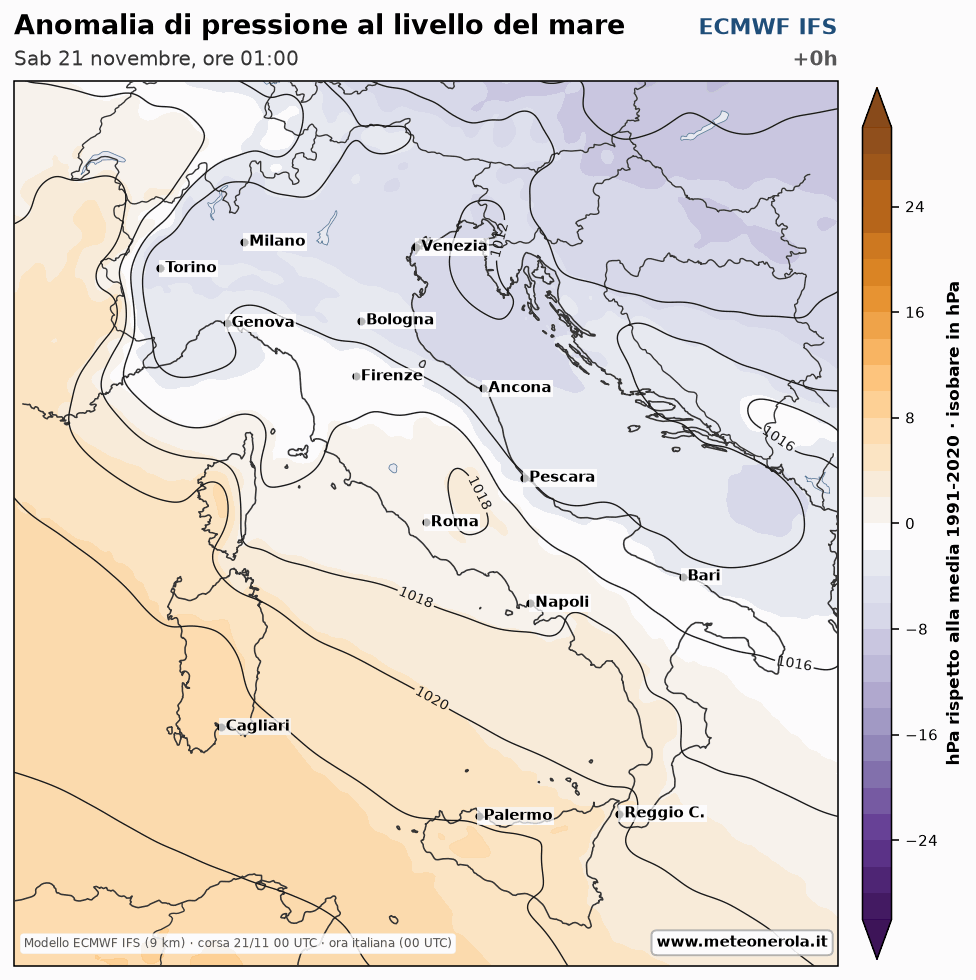 Anomalia di pressione al livello del mare
ECMWF IFS
Sab 21 novembre, ore 01:00
+0h
Milano
Venezia
1012
Torino
Genova
Bologna
Firenze
Ancona
1016
Pescara
1018
Roma
Bari
1018
Napoli
1016
1020
Cagliari
Palermo
Reggio C.
Modello ECMWF IFS (9 km) · corsa 21/11 00 UTC · ora italiana (00 UTC)
www.meteonerola.it
24
16
8
0
−8
−16
−24
hPa rispetto alla media 1991-2020 · isobare in hPa